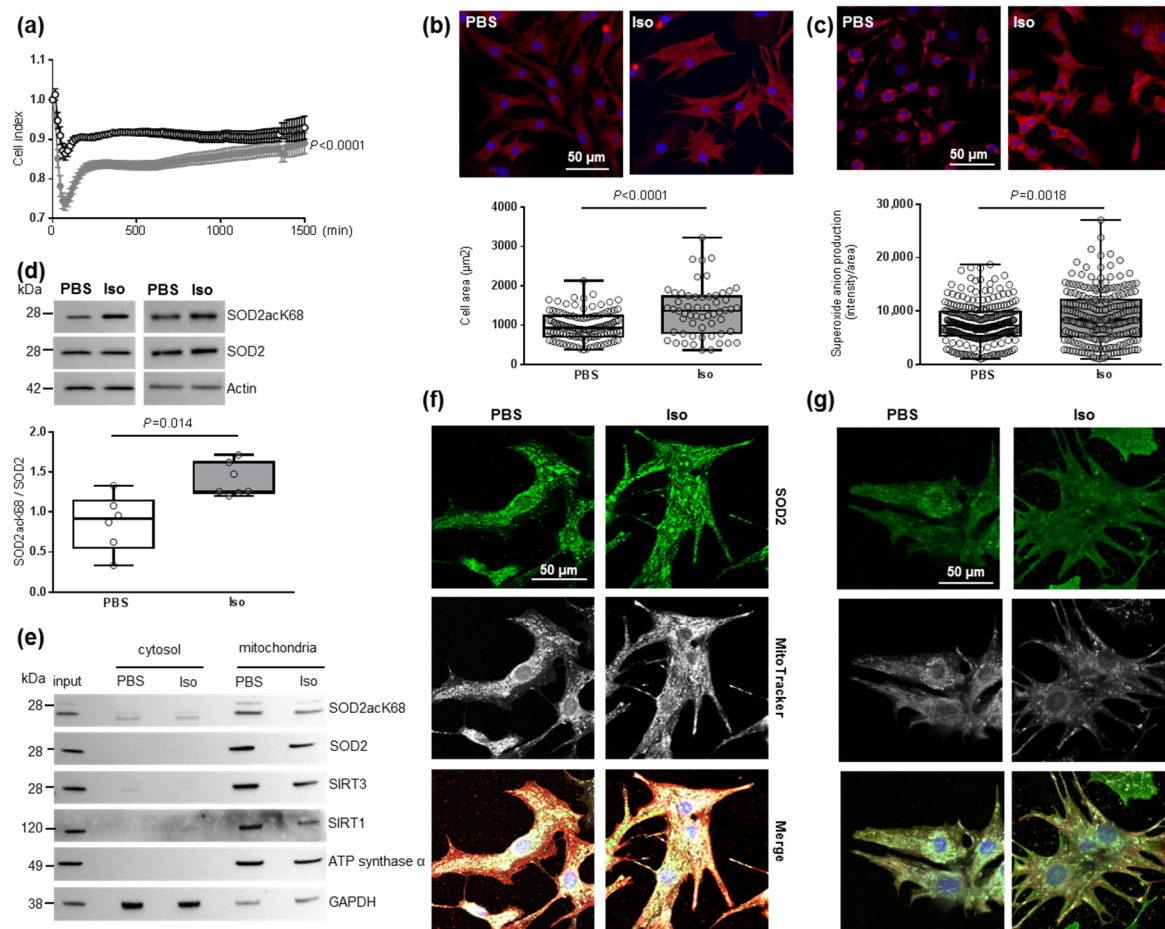 (a)
Cell index
1.1
1.0
0.9
0.8
0.7
0
500
1000
1500 (min)
P<0.0001
(b)
PBS
Iso
50 µm
P<0.0001
Cell area (µm2)
4000
3000
2000
1000
0
PBS
Iso
(c)
PBS
Iso
50 µm
P=0.0018
Superoxide anion production
(intensity/area)
30,000
20,000
10,000
0
PBS
Iso
(d)
kDa
PBS Iso
PBS Iso
28
SOD2acK68
28
SOD2
42
Actin
P=0.014
SOD2acK68 / SOD2
2.0
1.5
1.0
0.5
0.0
PBS
Iso
(e)
cytosol
mitochondria
kDa
input
PBS
Iso
PBS
Iso
28
SOD2acK68
28
SOD2
28
SIRT3
120
SIRT1
49
ATP synthase α
38
GAPDH
(f)
PBS
Iso
50 µm
SOD2
MitoTracker
Merge
(g)
PBS
Iso
50 µm